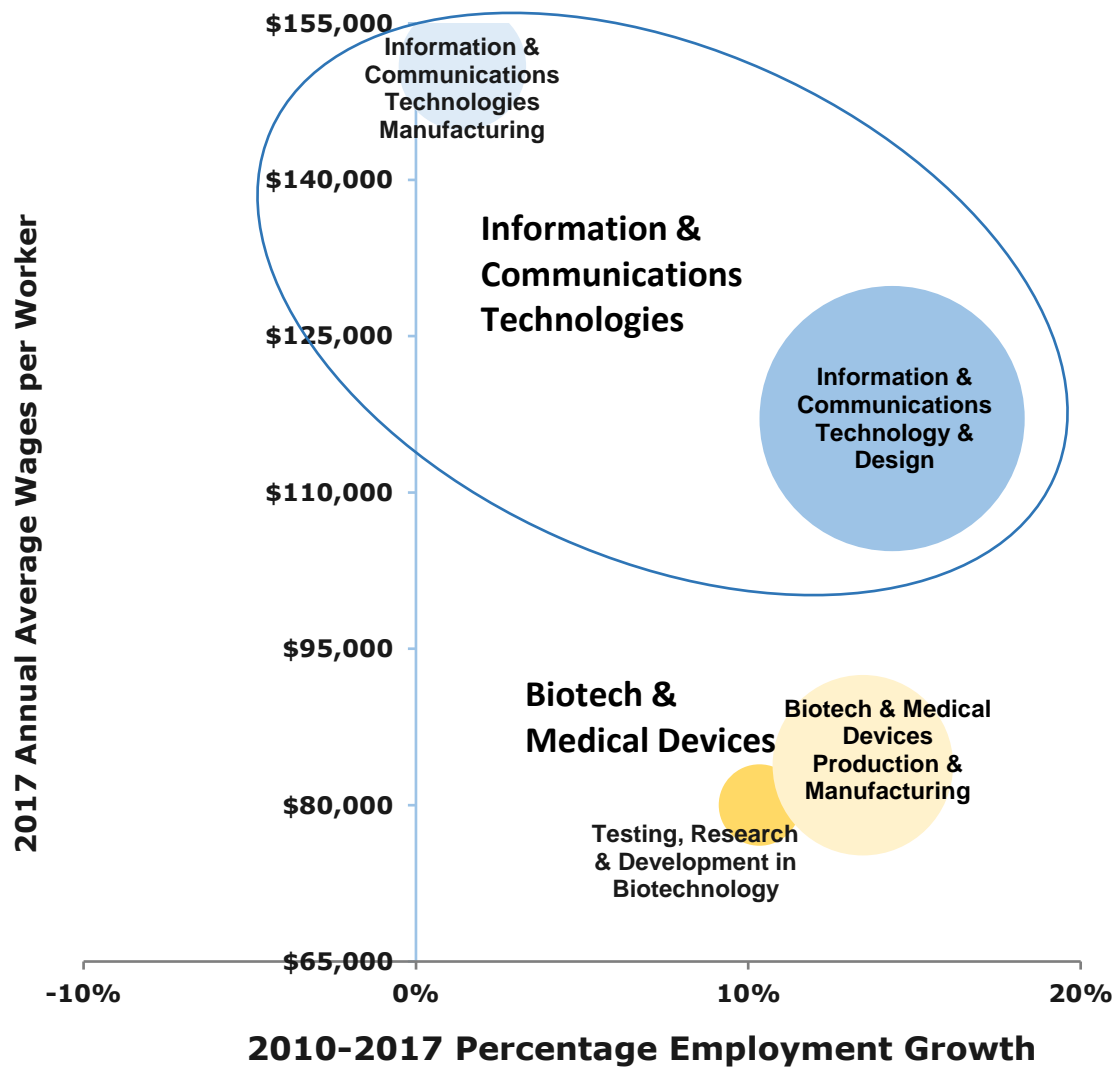 $155,000
Information &
Communications
Technologies
Manufacturing
$140,000
Information &
Communications
Technologies
$125,000
Information &
Communications
Technology &
Design
$110,000
$95,000
Biotech &
Medical Devices
Biotech & Medical
Devices
Production &
Manufacturing
$80,000
Testing, Research
& Development in
Biotechnology
$65,000
2017 Annual Average Wages per Worker
-10%
0%
10%
20%
2010-2017 Percentage Employment Growth